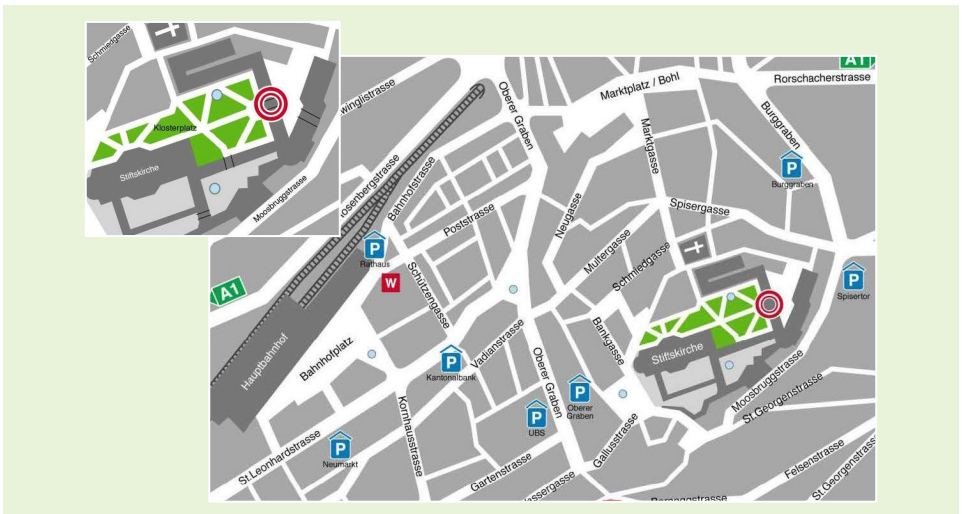 Schmiedgasse
Klosterplatz
Stiftskirche
Moosbruggstrasse
A1
Marktplatz / Bohl
Rorschacherstrasse
Oberer Graben
Burggraben
Marktgasse
P
Burggraben
Bahnhofstrasse
Poststrasse
Neugasse
Spisergasse
Multergasse
Schmiedgasse
P
Rathaus
W
Schützengasse
P
Spisertor
A1
Hauptbahnhof
Bahnhofplatz
P
Kantonalbank
Vadianstrasse
Oberer Graben
Bankgasse
Stiftskirche
Moosbruggstrasse
St.Georgenstrasse
P
Oberer
Graben
P
UBS
Kornhausstrasse
Gallusstrasse
P
Neumarkt
St.Leonhardstrasse
Gartenstrasse
Felsenstrasse
St.Georgenstrasse